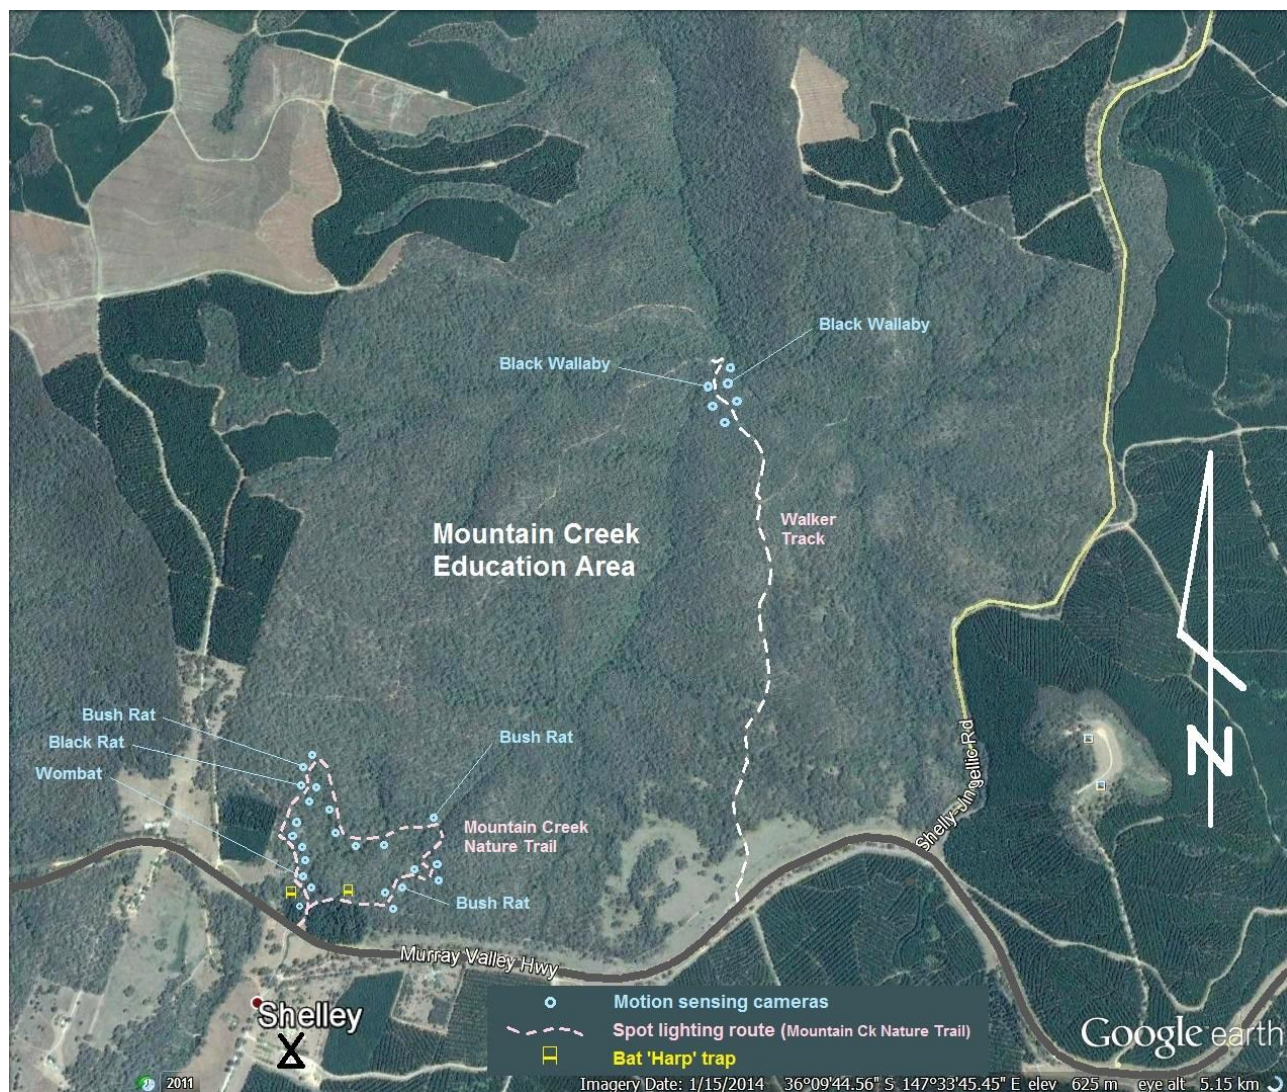 Black Wallaby
Black Wallaby
Mountain Creek
Education Area
Walker
Track
Bush Rat
Black Rat
Wombat
Bush Rat
Mountain Creek
Nature Trail
Bush Rat
Shelly-Jingellic Rd
N
Murray Valley Hwy
Shelley
Motion sensing cameras
Spot lighting route (Mountain Ck Nature Trail)
Bat 'Harp' trap
Google earth
2011
Imagery Date: 1/15/2014 36°09'44.56" S 147°33'45.45" E elev 625 m eye alt 5.15 km